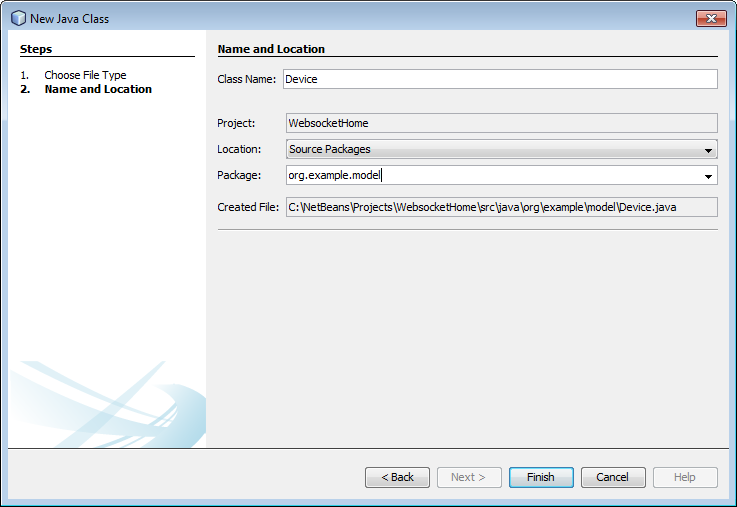 New Java Class
Steps
1. Choose File Type
2. Name and Location
Name and Location
Class Name: Device
Project: WebsocketHome
Location: Source Packages
Package: org.example.model
Created File: C:\NetBeans\Projects\WebsocketHome\src\java\org\example\model\Device.java
< Back Next > Finish Cancel Help